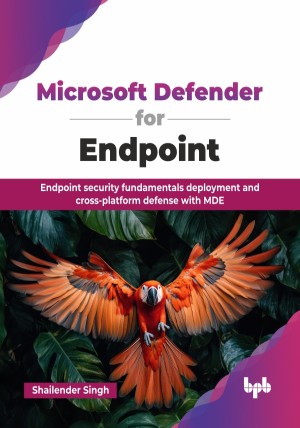 Microsoft Defender
for
Endpoint
Endpoint security fundamentals deployment and
cross-platform defense with MDE
Shailender Singh
bpb